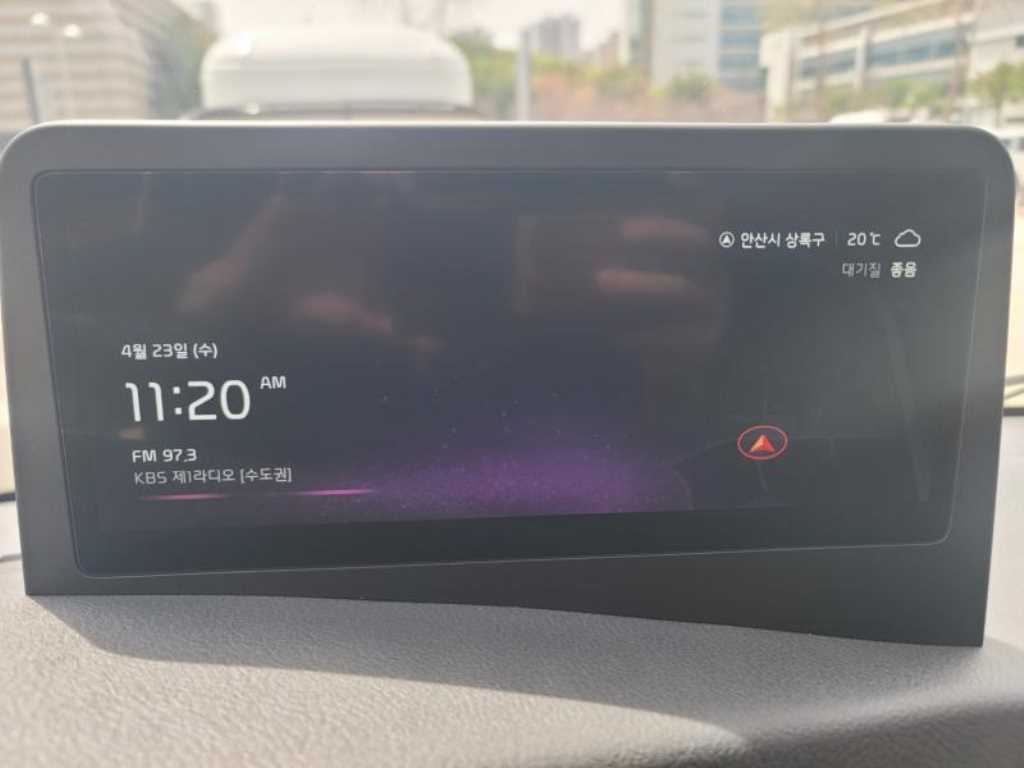 안산시 상록구 20℃
대기질 좋음
4월 23일 (수)
11:20 AM
FM 97.3
KBS 제1라디오 [수도권]